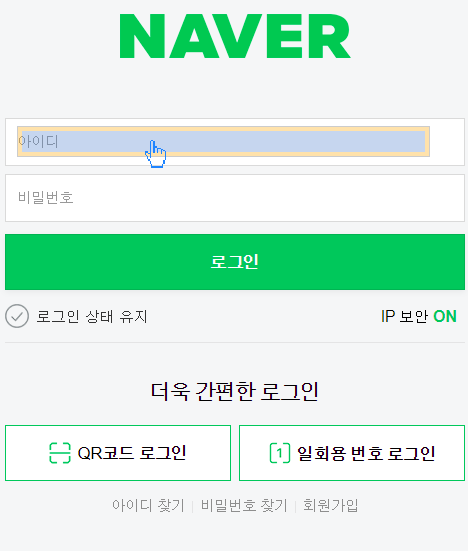 NAVER
아이디
비밀번호
로그인
로그인 상태 유지 IP 보안 ON
더욱 간편한 로그인
QR코드 로그인 1 일회용 번호 로그인
아이디 찾기 | 비밀번호 찾기 | 회원가입